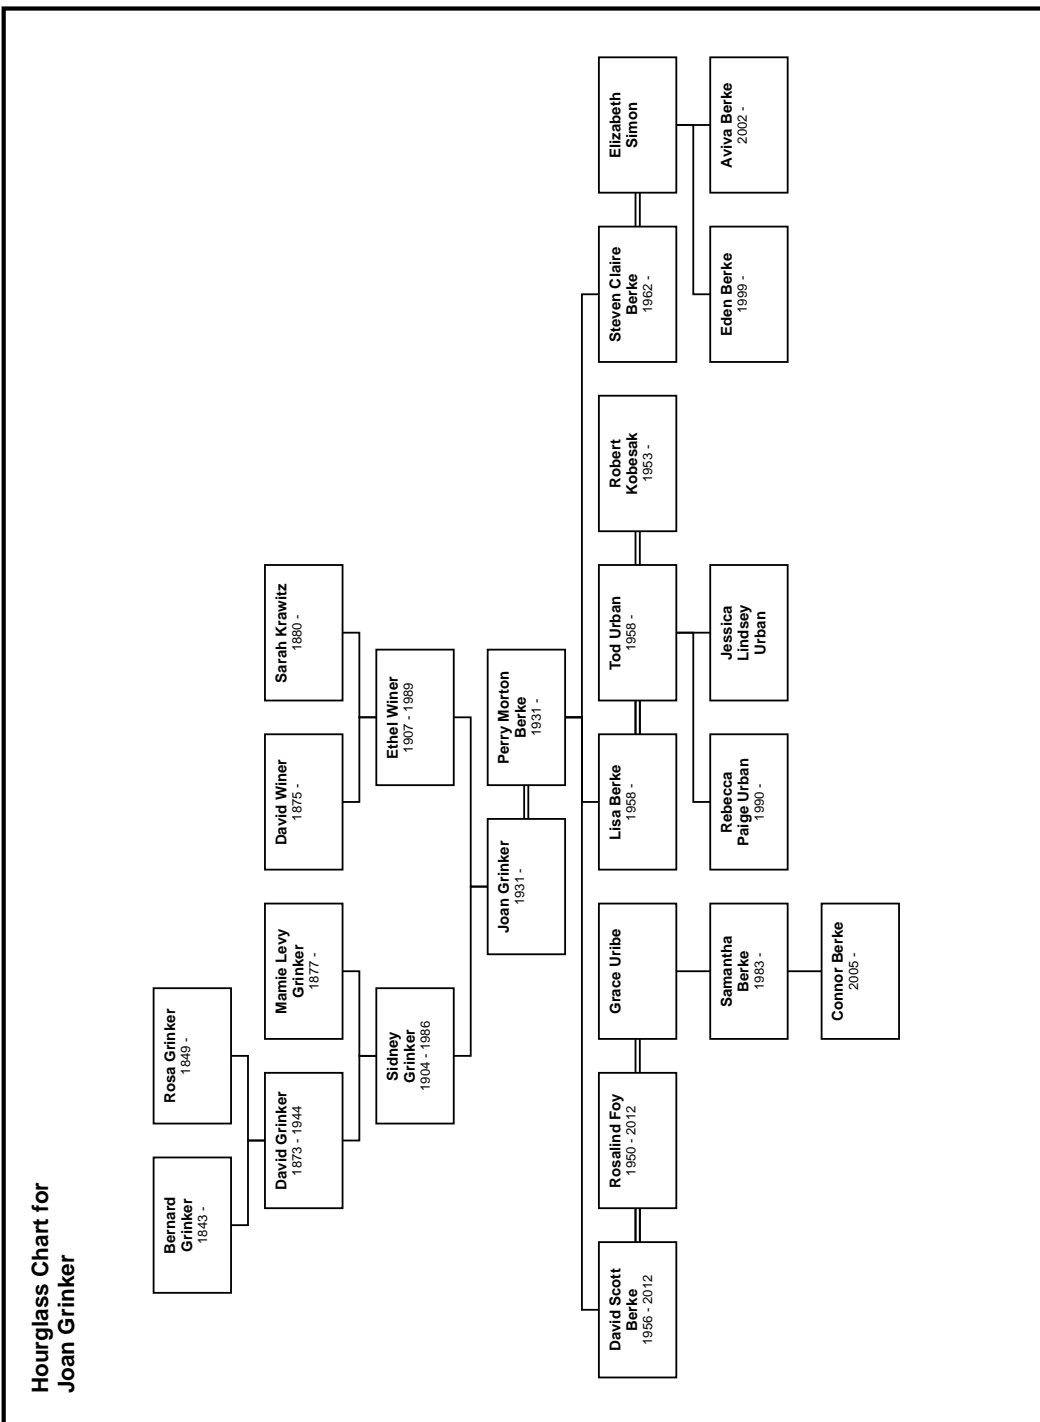 Hourglass Chart for
Joan Grinker
Bernard
Grinker
1843 -
Rosa Grinker
1849 -
David Grinker
1873 - 1944
Mamie Levy
Grinker
1877 -
David Winer
1875 -
Sarah Krawitz
1880 -
Sidney
Grinker
1904 - 1986
Ethel Winer
1907 - 1989
Joan Grinker
1931 -
Perry Morton
Berke
1931 -
David Scott
Berke
1956 - 2012
Rosalind Foy
1950 - 2012
Grace Uribe
Lisa Berke
1958 -
Tod Urban
1958 -
Robert
Kobesak
1953 -
Steven Claire
Berke
1962 -
Elizabeth
Simon
Samantha
Berke
1983 -
Rebecca
Paige Urban
1990 -
Jessica
Lindsey
Urban
Eden Berke
1999 -
Aviva Berke
2002 -
Connor Berke
2005 -